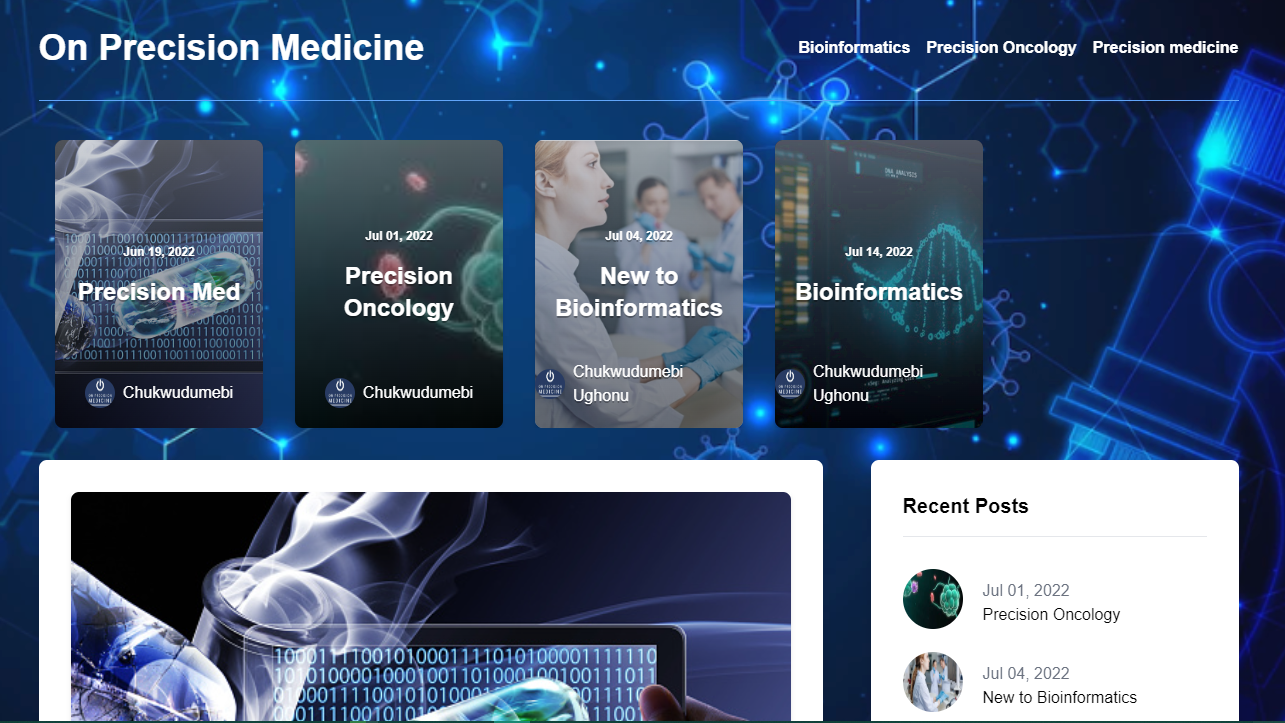 On Precision Medicine
Bioinformatics Precision Oncology Precision medicine
Jun 19, 2022
Precision Med
Chukwudumebi
Jul 01, 2022
Precision
Oncology
Chukwudumebi
Jul 04, 2022
New to
Bioinformatics
Chukwudumebi
Ughonu
DNA ANALYSIS
Jul 14, 2022
Bioinformatics
Chukwudumebi
Ughonu
Recent Posts
Jul 01, 2022
Precision Oncology
Jul 04, 2022
New to Bioinformatics